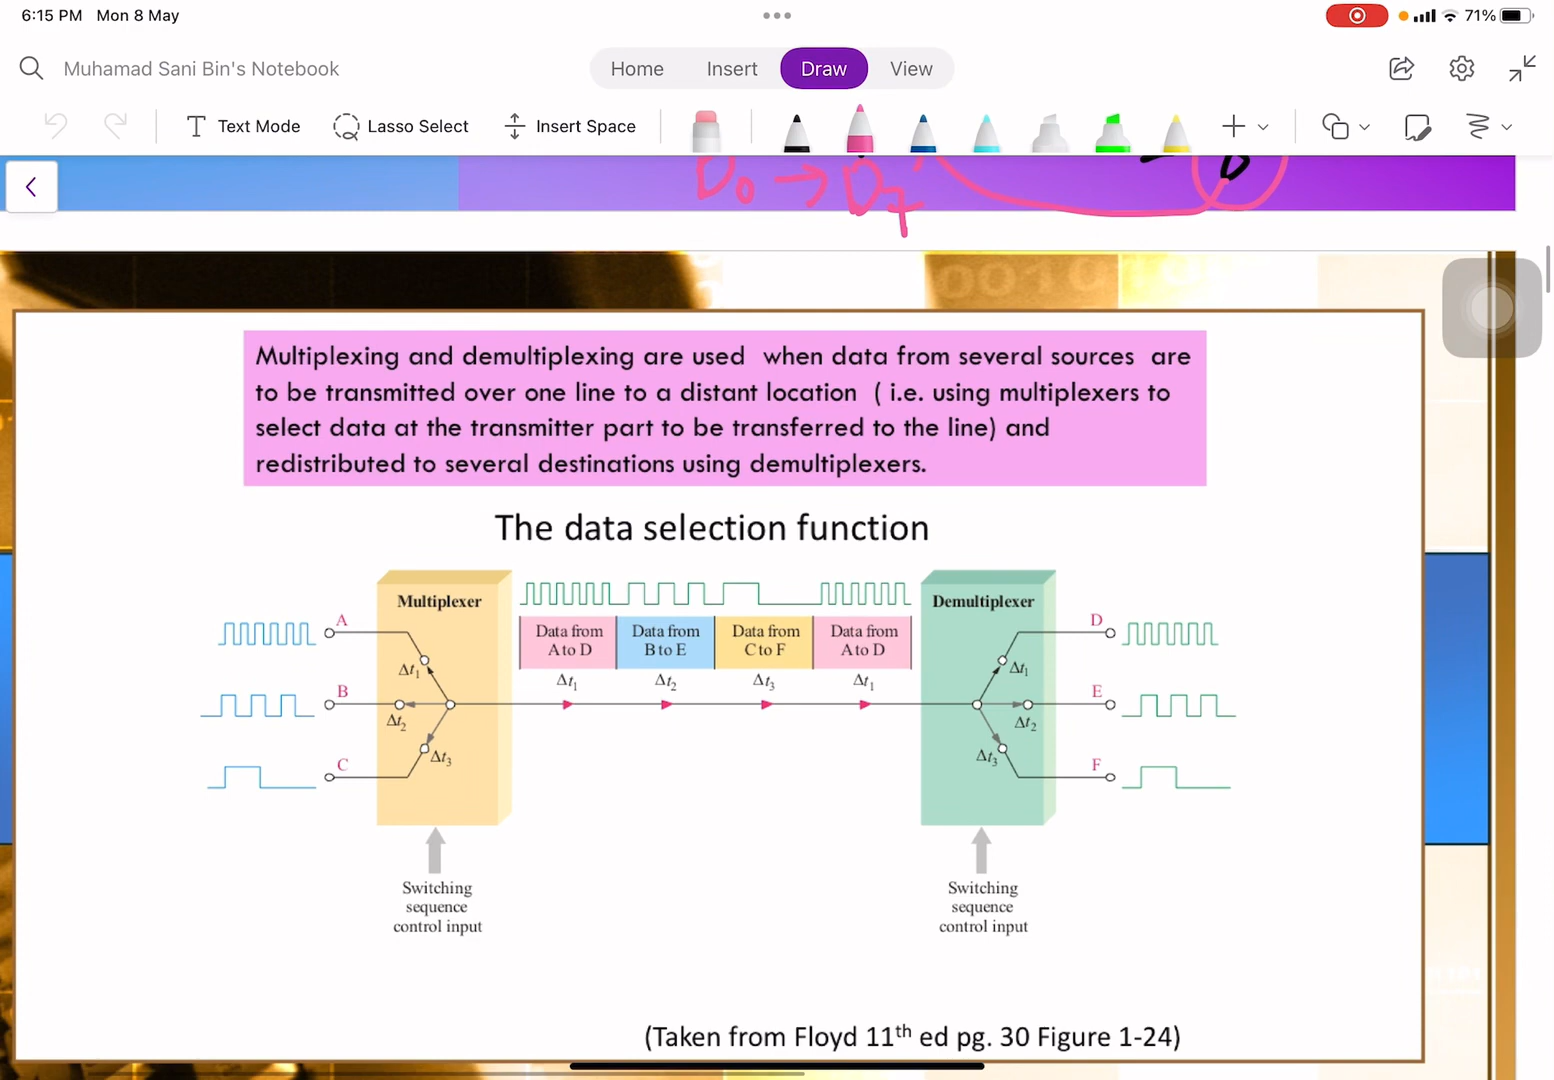 6:15 PM Mon 8 May
71%
Muhamad Sani Bin's Notebook
Home Insert Draw View
Text Mode Lasso Select Insert Space
D0 → D7
Multiplexing and demultiplexing are used when data from several sources are
to be transmitted over one line to a distant location ( i.e. using multiplexers to
select data at the transmitter part to be transferred to the line) and
redistributed to several destinations using demultiplexers.
The data selection function
Multiplexer
Demultiplexer
A
B
C
Δt1
Δt2
Δt3
Data from
A to D
Data from
B to E
Data from
C to F
Data from
A to D
Δt1 Δt2 Δt3 Δt1
D
E
F
Δt1
Δt2
Δt3
Switching
sequence
control input
Switching
sequence
control input
(Taken from Floyd 11th ed pg. 30 Figure 1-24)